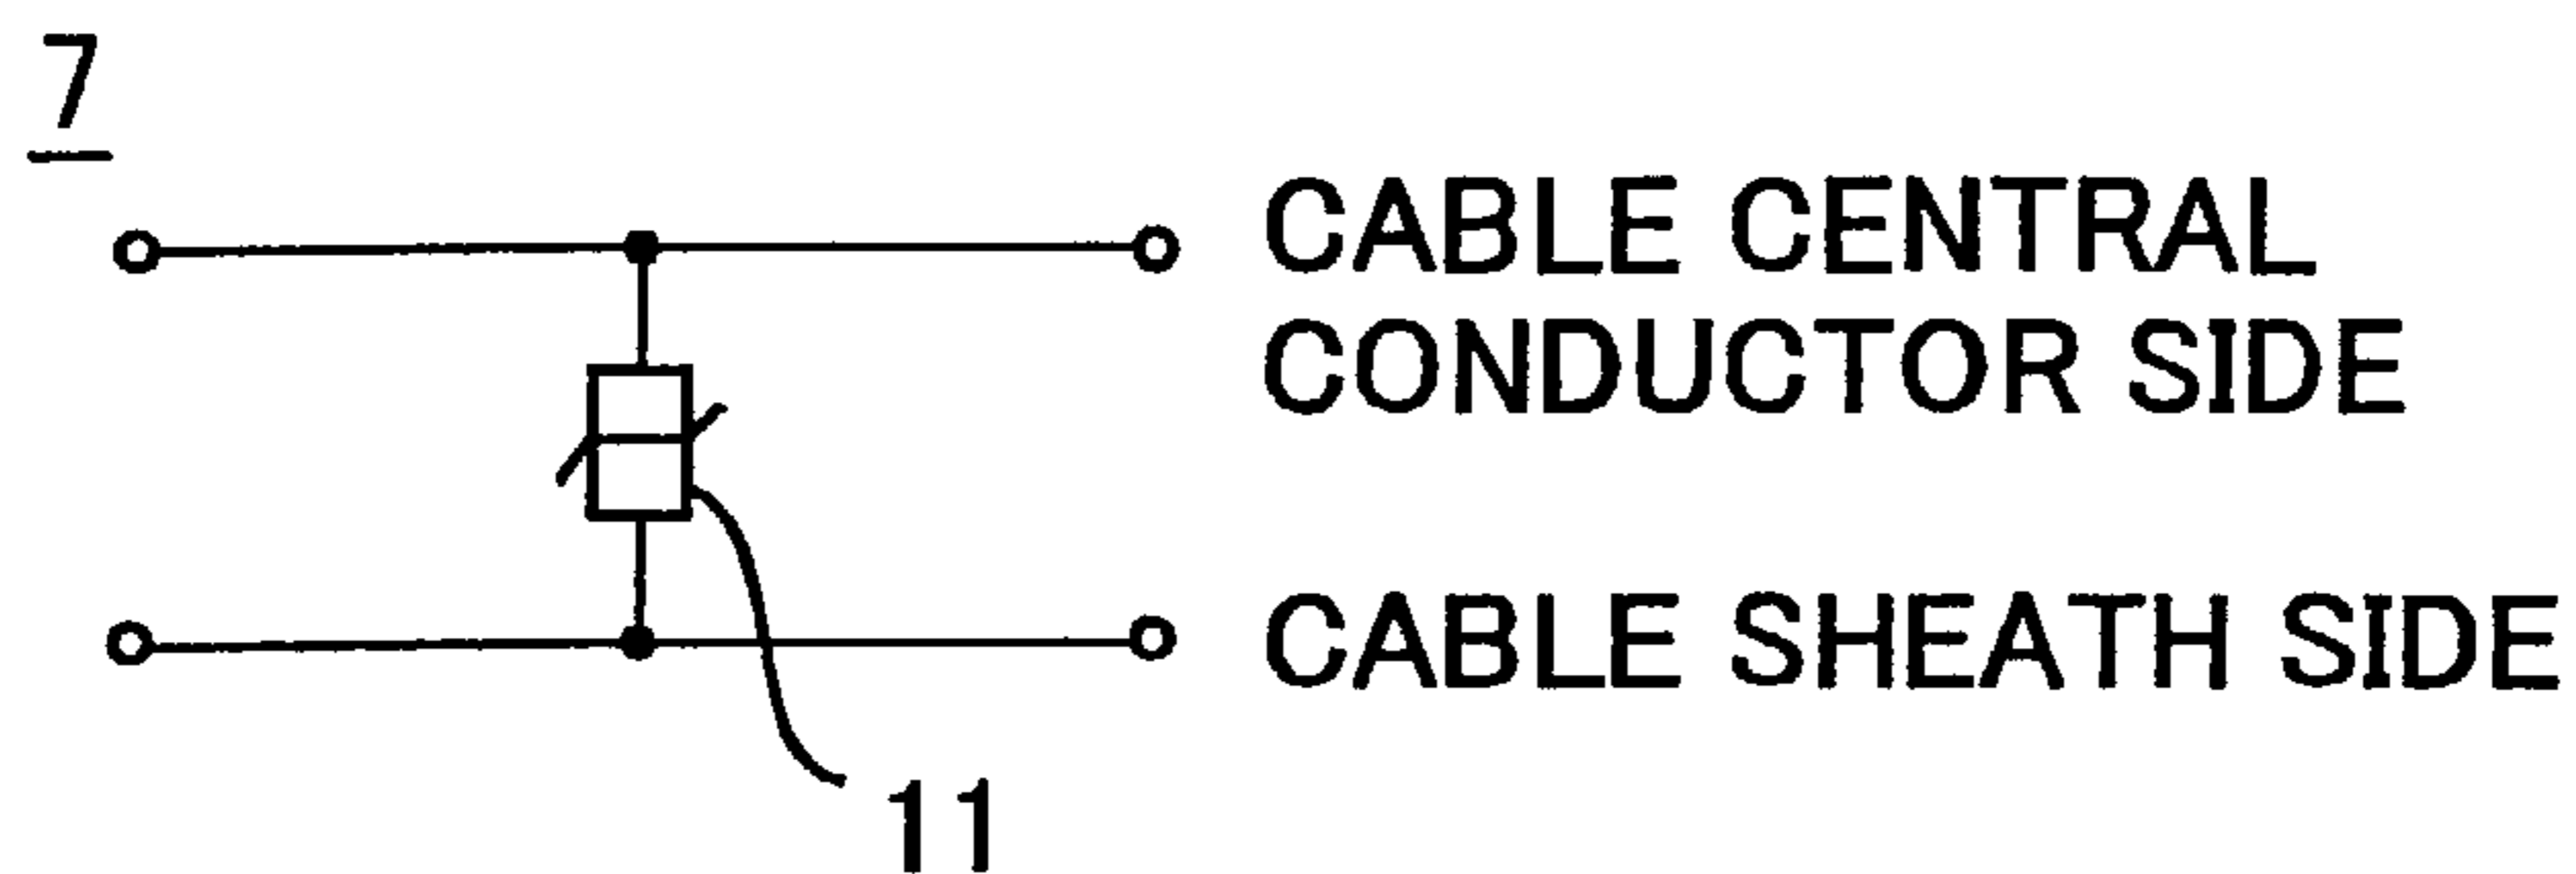 7
CABLE CENTRAL
CONDUCTOR SIDE
CABLE SHEATH SIDE
11